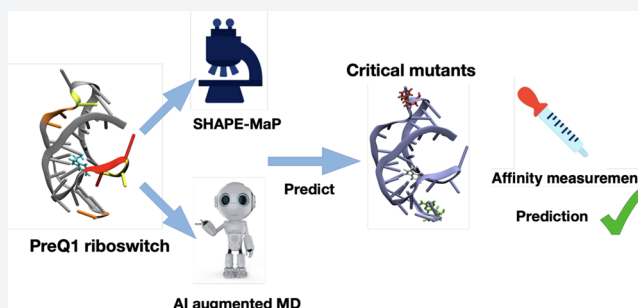 SHAPE-MaP
Critical mutants
Predict
Affinity measuremen
Prediction
PreQ1 riboswitch
AI augmented MD